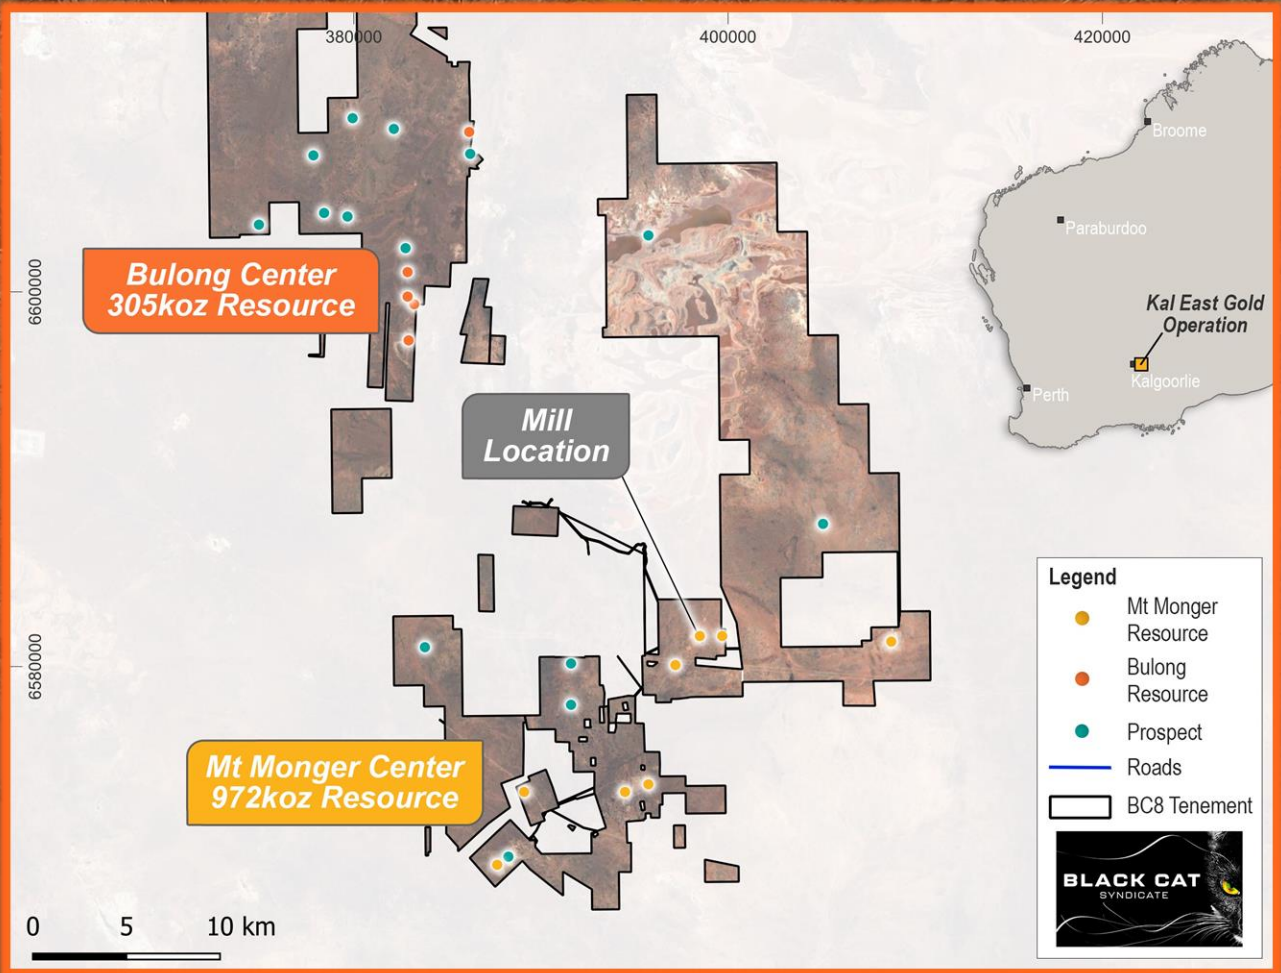 380000
400000
420000
Broome
Paraburdoo
Kal East Gold
Operation
Kalgoorlie
Perth
6600000
6580000
Bulong Center
305koz Resource
Mill
Location
Mt Monger Center
972koz Resource
0 5 10 km
Legend
Mt Monger
Resource
Bulong
Resource
Prospect
Roads
BC8 Tenement
BLACK CAT
SYNDICATE